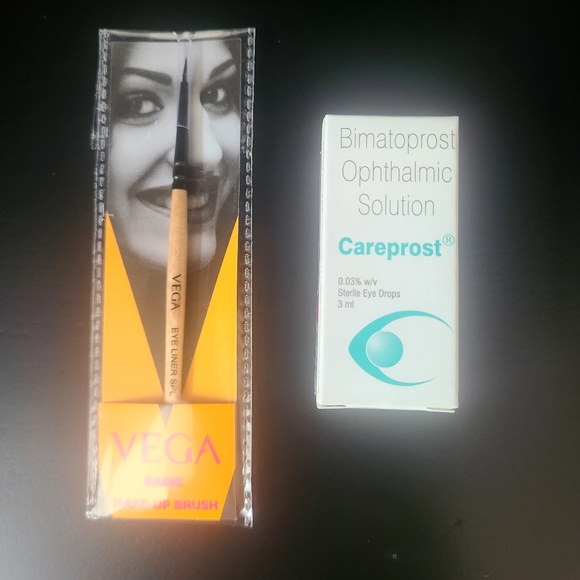 VEGA
EYE LINER SPL
VEGA
BASIC
MAKE-UP BRUSH
Bimatoprost
Ophthalmic
Solution
Careprost®
0.03% w/v
Sterile Eye Drops
3 ml